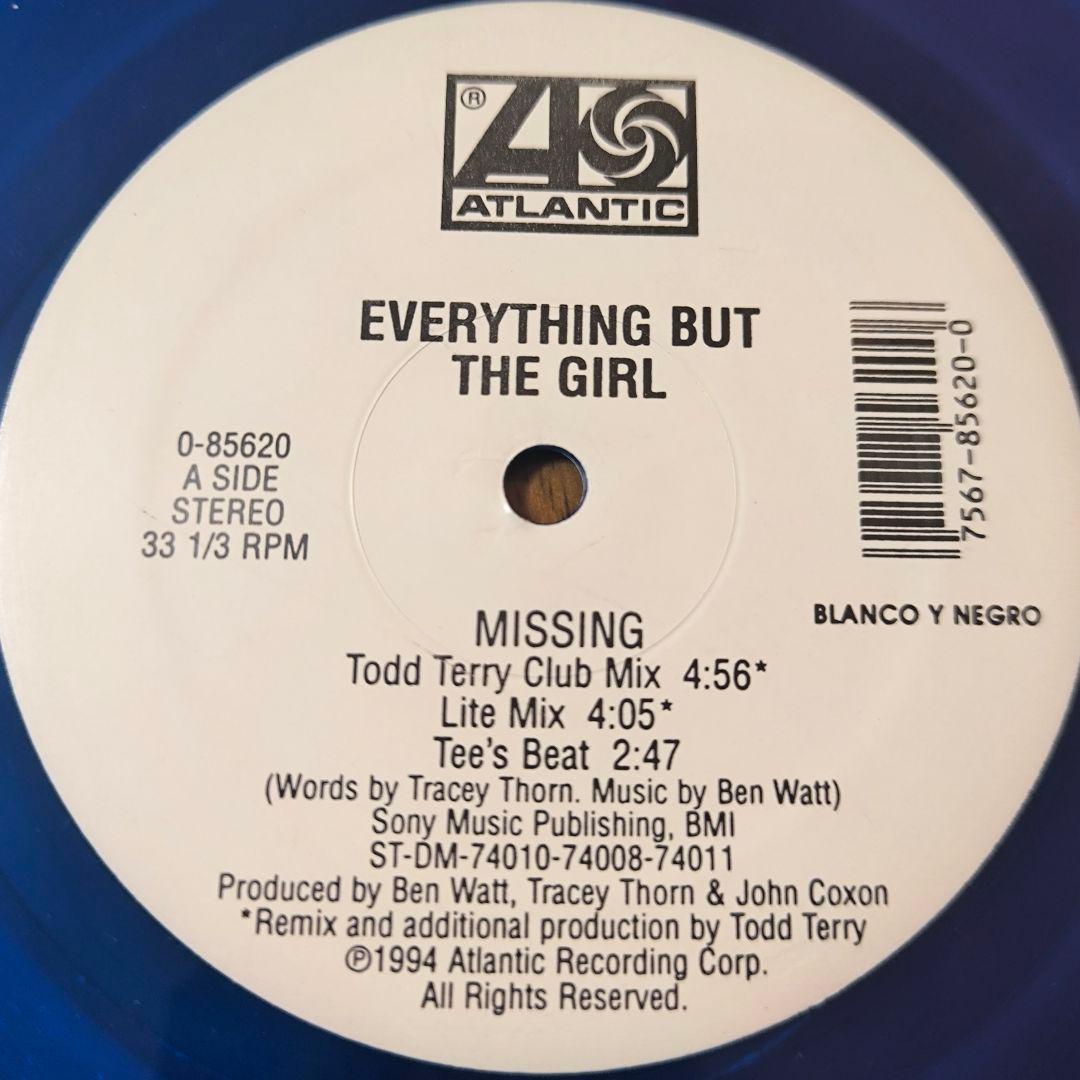 ®
ATLANTIC
EVERYTHING BUT
THE GIRL
0-85620
A SIDE
STEREO
33 1/3 RPM
7567-85620-0
BLANCO Y NEGRO
MISSING
Todd Terry Club Mix 4:56*
Lite Mix 4:05*
Tee's Beat 2:47
(Words by Tracey Thorn. Music by Ben Watt)
Sony Music Publishing, BMI
ST-DM-74010-74008-74011
Produced by Ben Watt, Tracey Thorn & John Coxon
*Remix and additional production by Todd Terry
℗1994 Atlantic Recording Corp.
All Rights Reserved.